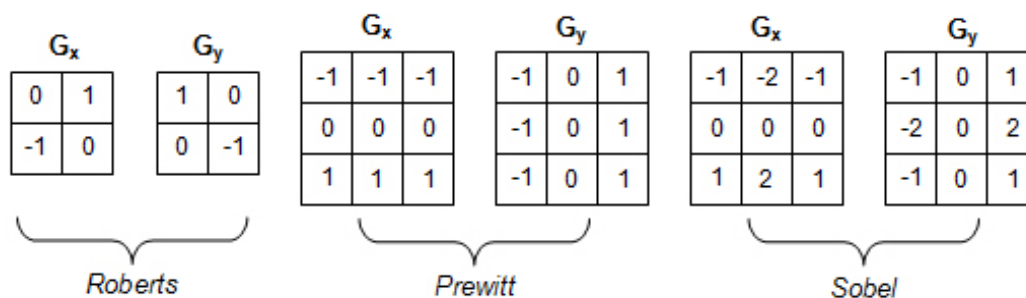 Gx Gy Gx Gy Gx Gy
0 1 1 0 -1 -1 -1 -1 0 1 -1 -2 -1 -1 0 1
-1 0 0 -1 0 0 0 -1 0 1 0 0 0 -2 0 2
1 1 1 -1 0 1 1 2 1 -1 0 1
Roberts Prewitt Sobel